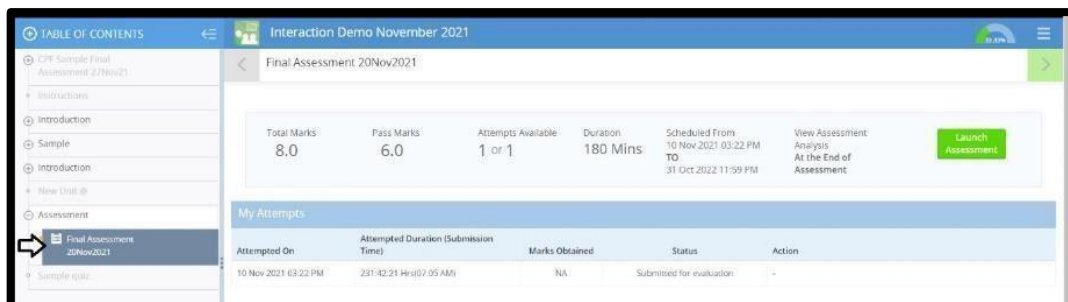 TABLE OF CONTENTS
CPF Sample Final
Assessment 27Nov21
Instructions
Introduction
Sample
Introduction
New Unit @
Assessment
Final Assessment
20Nov2021
Sample quiz
Interaction Demo November 2021
Final Assessment 20Nov2021
Total Marks
8.0
Pass Marks
6.0
Attempts Available
1 or 1
Duration
180 Mins
Scheduled From
10 Nov 2021 03:22 PM
TO
31 Oct 2022 11:59 PM
View Assessment
Analysis
At the End of
Assessment
Launch
Assessment
My Attempts
Attempted On
Attempted Duration (Submission
Time)
Marks Obtained
Status
Action
10 Nov 2021 03:22 PM
231:42:21 Hrs(07:05 AM)
NA
Submitted for evaluation
-